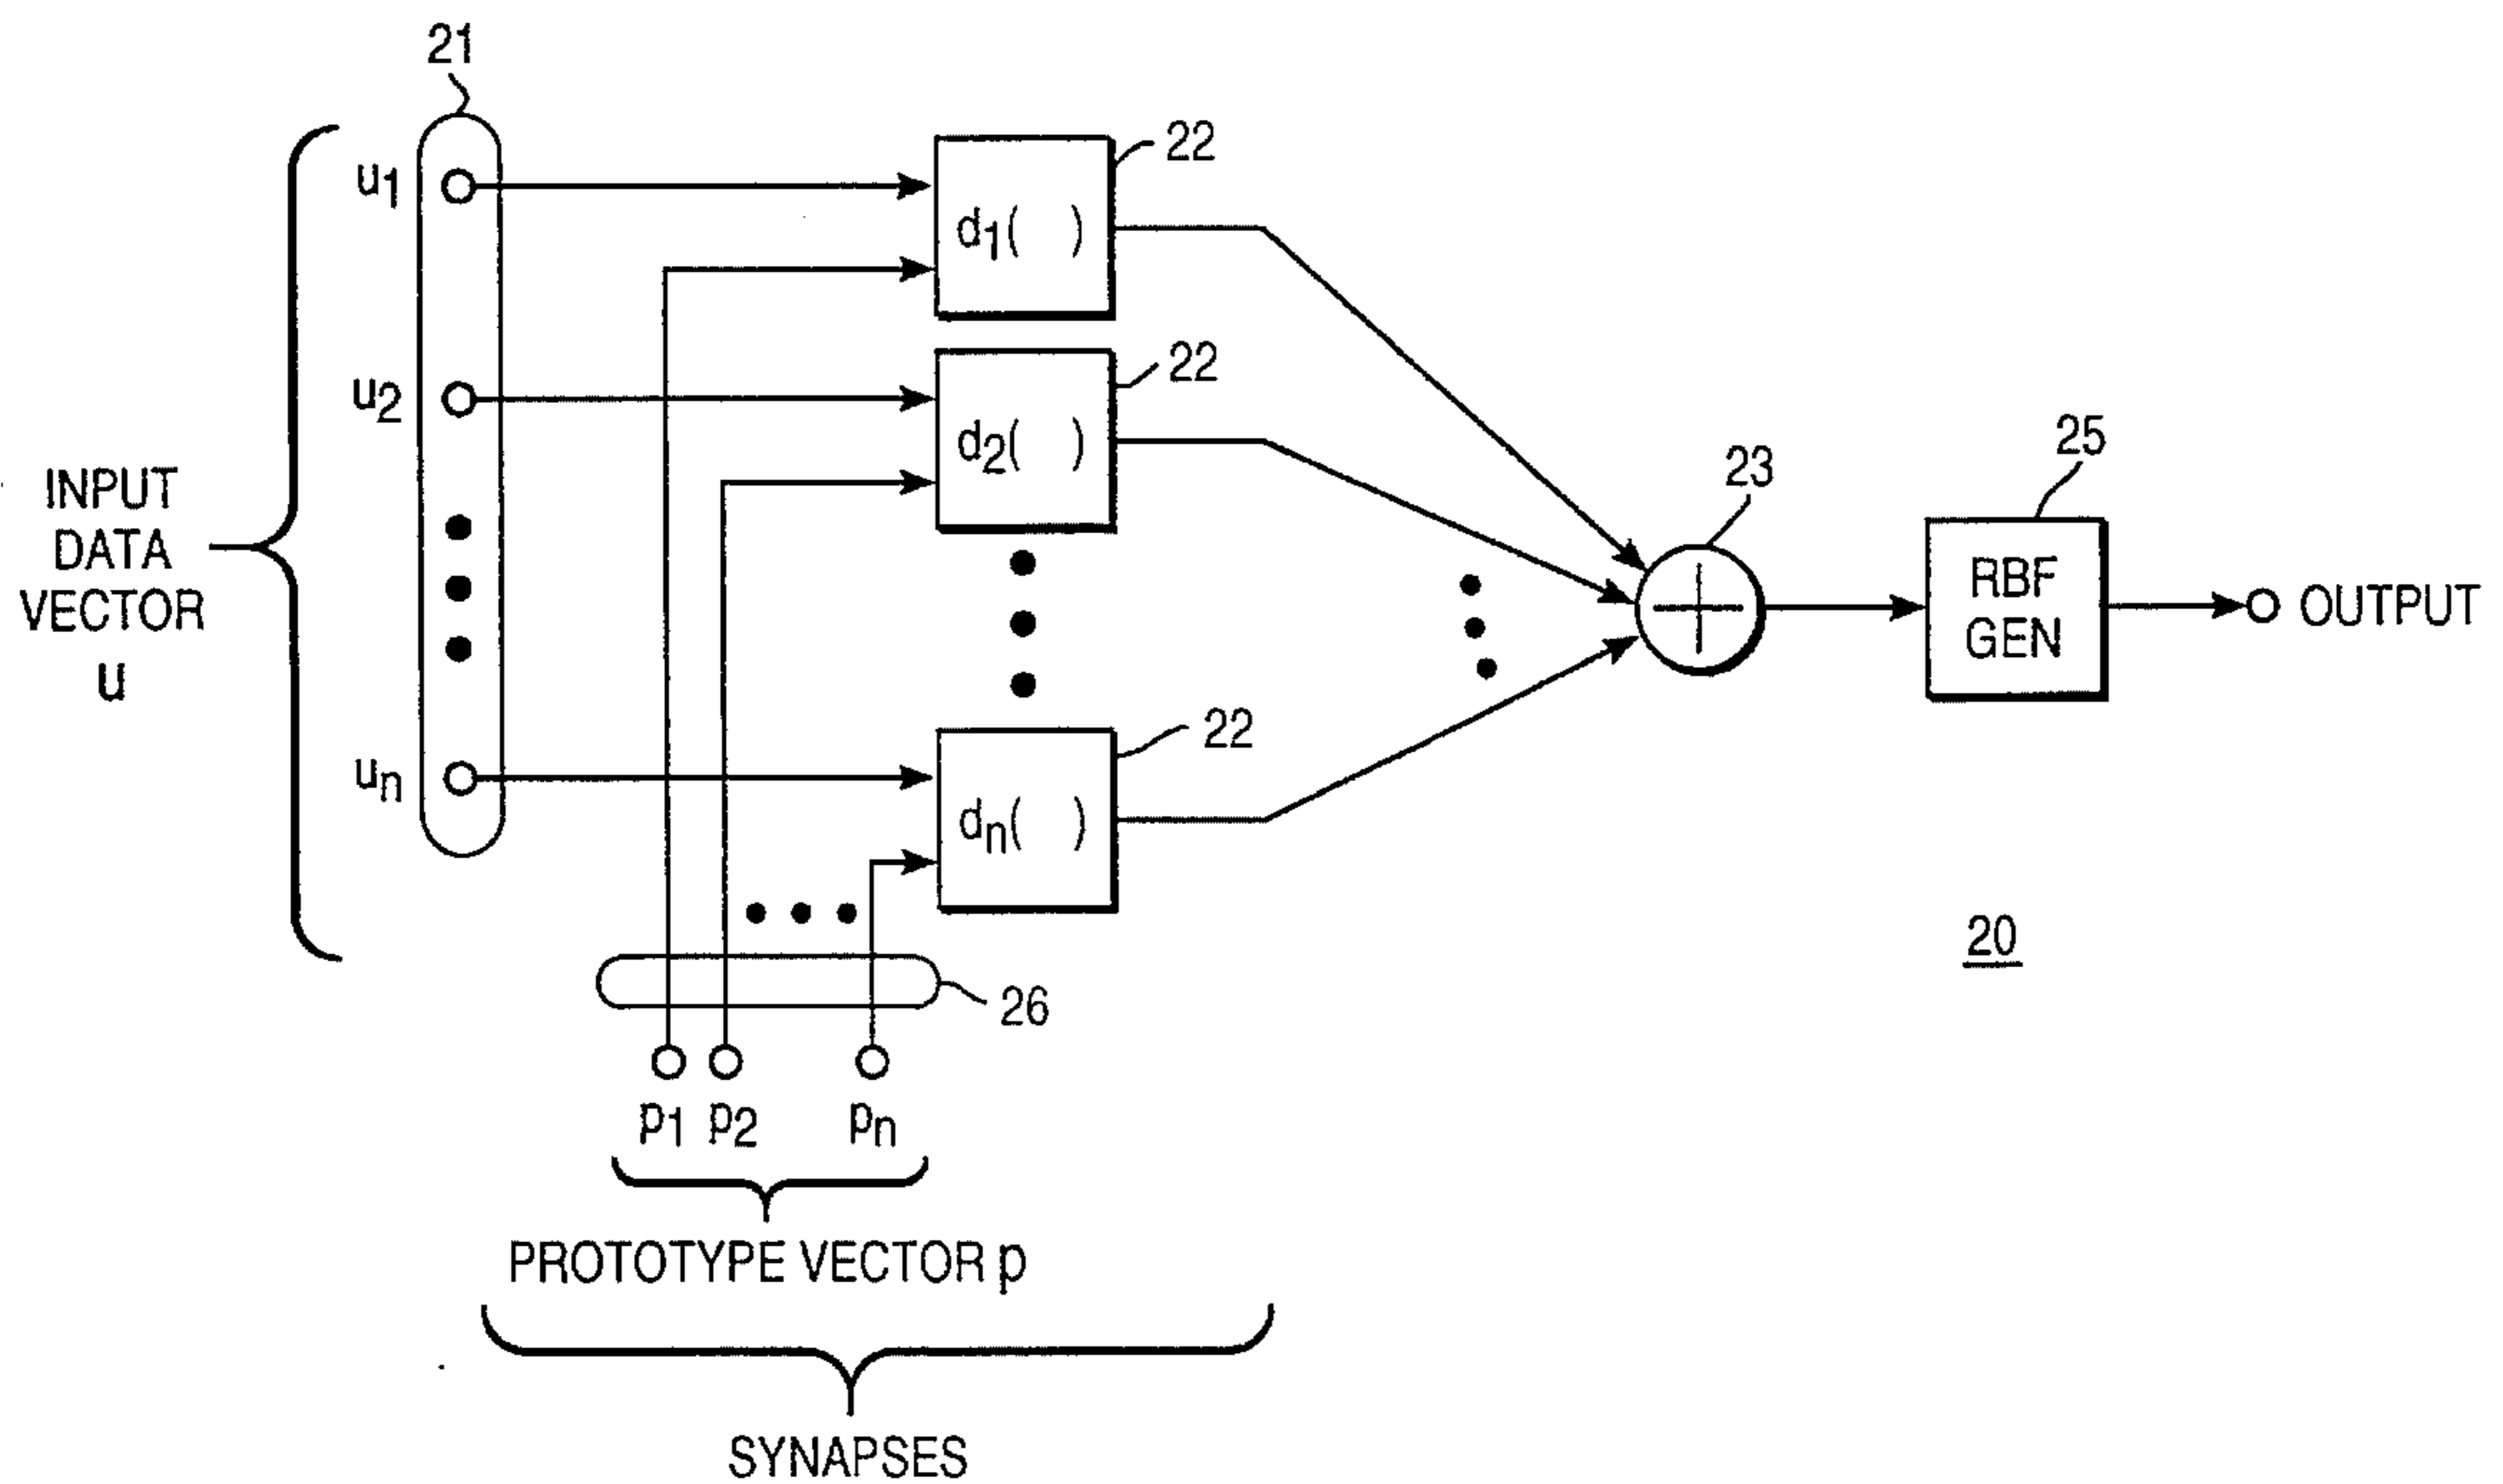 21
u1
22
d1( )
u2
22
d2( )
INPUT
DATA
VECTOR
u
23
25
RBF
GEN
OUTPUT
un
22
dn( )
20
26
p1 p2 pn
PROTOTYPE VECTOR p
SYNAPSES